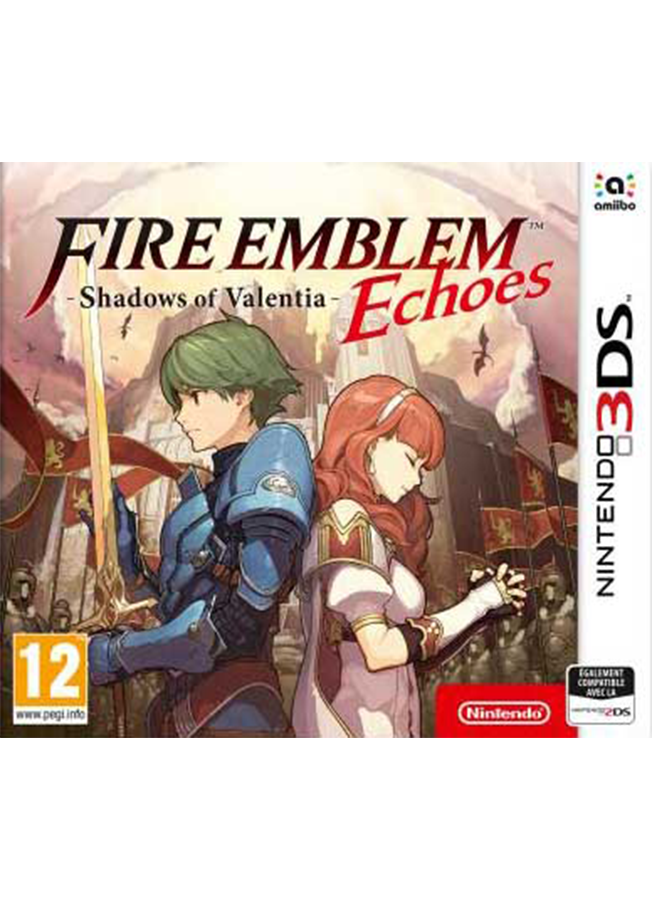 amiibo
FIRE EMBLEM™
- Shadows of Valentia -
Echoes
NINTENDO 3DS™
12
www.pegi.info
Nintendo
ÉGALEMENT
COMPATIBLE
AVEC LA
NINTENDO 2DS